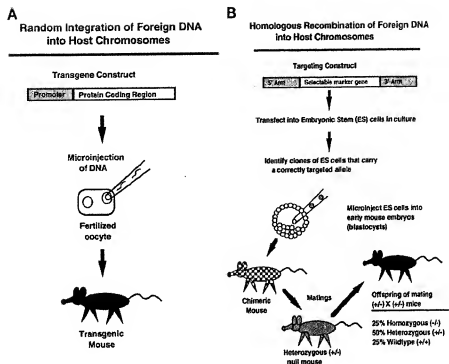 A
Random Integration of Foreign DNA
into Host Chromosomes
Transgene Construct
Promoter
Protein Coding Region
Microinjection
of DNA
Fertilized
oocyte
Transgenic
Mouse
B
Homologous Recombination of Foreign DNA
into Host Chromosomes
Targeting Construct
5' Arm
Selectable marker gene
3' Arm
Transfect into Embryonic Stem (ES) cells in culture
Identify clones of ES cells that carry
a correctly targeted allele
Microinject ES cells into
early mouse embryos
(blastocysts)
Chimeric
Mouse
Matings
Heterozygous (+/-)
null mouse
Offspring of mating
(+/-) X (+/-) mice
25% Homozygous (-/-)
50% Heterozygous (+/-)
25% Wildtype (+/+)